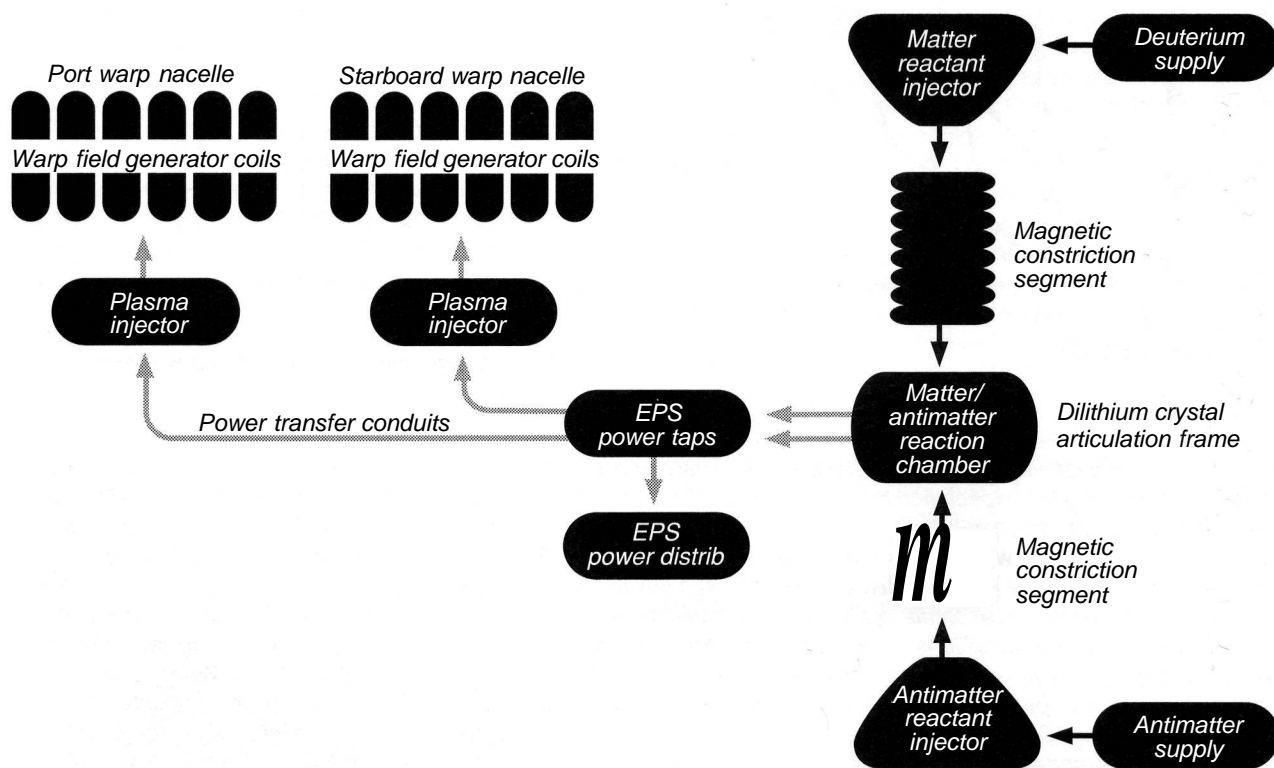 Port warp nacelle
Warp field generator coils
Starboard warp nacelle
Warp field generator coils
Matter
reactant
injector
Deuterium
supply
Magnetic
constriction
segment
Plasma
injector
Plasma
injector
Power transfer conduits
EPS
power taps
Matter/
antimatter
reaction
chamber
Dilithium crystal
articulation frame
EPS
power distrib
m
Magnetic
constriction
segment
Antimatter
reactant
injector
Antimatter
supply